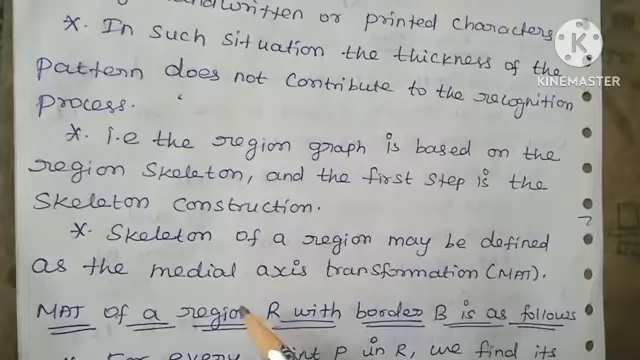 handwritten or printed characters
*. In such situation the thickness of the
pattern does not contribute to the recognition
process.
*. i.e the region graph is based on the
region skeleton, and the first step is the
skeleton construction.
*. Skeleton of a region may be defined
as the medial axis transformation (MAT).
MAT of a region R with border B is as follows
For every point P in R, we find its
KINEMASTER